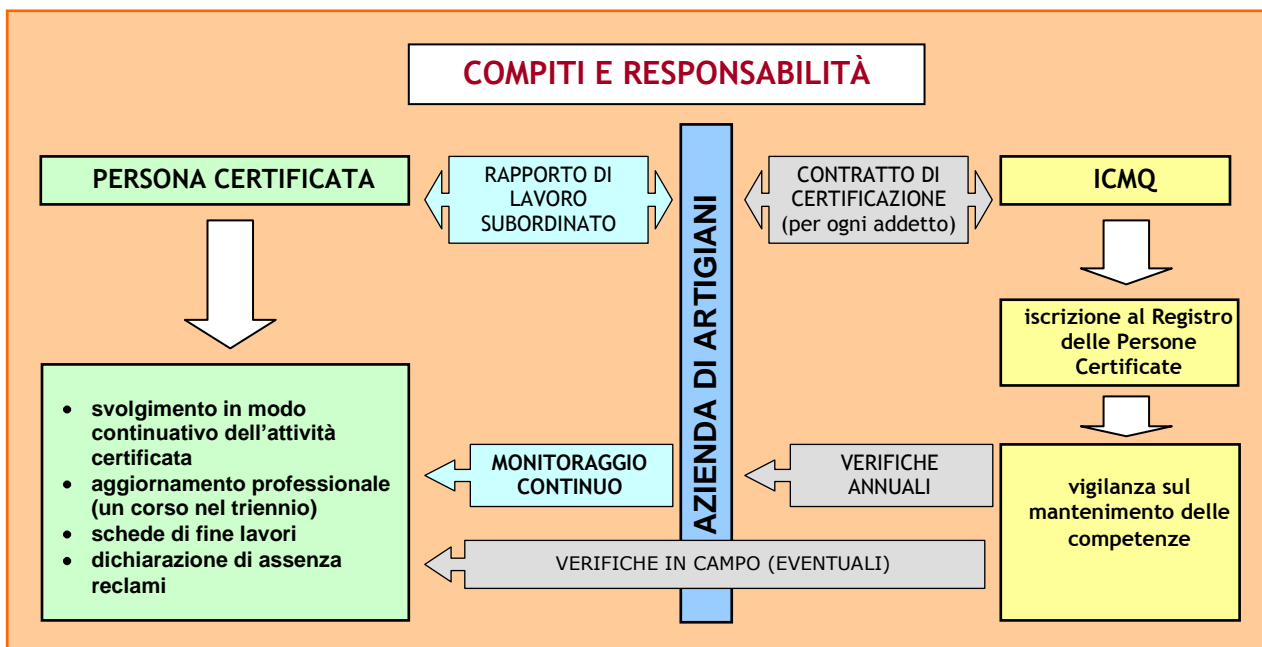 COMPITI E RESPONSABILITÀ
PERSONA CERTIFICATA
RAPPORTO DI
LAVORO
SUBORDINATO
AZIENDA DI ARTIGIANI
CONTRATTO DI
CERTIFICAZIONE
(per ogni addetto)
ICMQ
iscrizione al Registro
delle Persone
Certificate
• svolgimento in modo
continuativo dell'attività
certificata
• aggiornamento professionale
(un corso nel triennio)
• schede di fine lavori
• dichiarazione di assenza
reclami
MONITORAGGIO
CONTINUO
VERIFICHE
ANNUALI
vigilanza sul
mantenimento delle
competenze
VERIFICHE IN CAMPO (EVENTUALI)